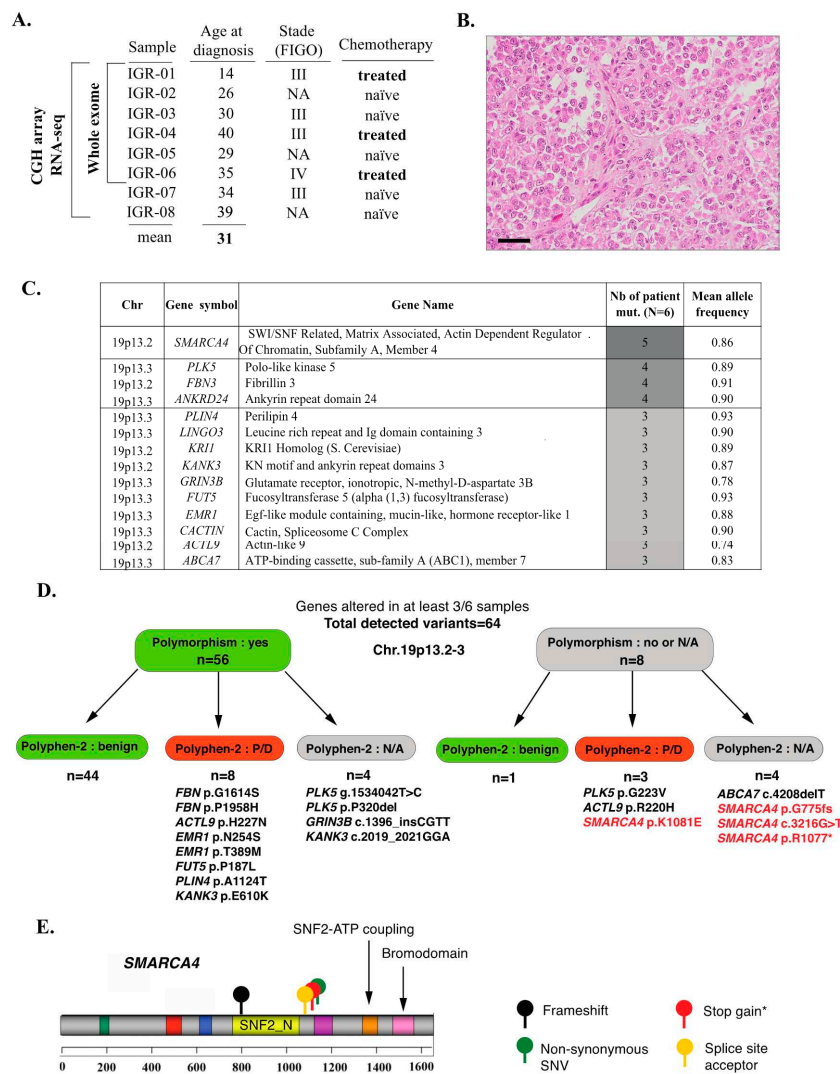 A.
Sample Age at diagnosis Stade (FIGO) Chemotherapy
CGH array
RNA-seq
Whole exome
IGR-01 14 III treated
IGR-02 26 NA naïve
IGR-03 30 III naïve
IGR-04 40 III treated
IGR-05 29 NA naïve
IGR-06 35 IV treated
IGR-07 34 III naïve
IGR-08 39 NA naïve
mean 31
B.
C.
Chr Gene symbol Gene Name Nb of patient mut. (N=6) Mean allele frequency
19p13.2 SMARCA4 SWI/SNF Related, Matrix Associated, Actin Dependent Regulator . Of Chromatin, Subfamily A, Member 4 5 0.86
19p13.3 PLK5 Polo-like kinase 5 4 0.89
19p13.2 FBN3 Fibrillin 3 4 0.91
19p13.3 ANKRD24 Ankyrin repeat domain 24 4 0.90
19p13.3 PLIN4 Perilipin 4 3 0.93
19p13.3 LINGO3 Leucine rich repeat and Ig domain containing 3 3 0.90
19p13.2 KRI1 KRI1 Homolog (S. Cerevisiae) 3 0.89
19p13.2 KANK3 KN motif and ankyrin repeat domains 3 3 0.87
19p13.3 GRIN3B Glutamate receptor, ionotropic, N-methyl-D-aspartate 3B 3 0.78
19p13.3 FUT5 Fucosyltransferase 5 (alpha (1,3) fucosyltransferase) 3 0.93
19p13.3 EMR1 Egf-like module containing, mucin-like, hormone receptor-like 1 3 0.88
19p13.3 CACTIN Cactin, Spliceosome C Complex 3 0.90
19p13.2 ACTL9 Actin-like 9 3 0.74
19p13.3 ABCA7 ATP-binding cassette, sub-family A (ABC1), member 7 3 0.83
D.
Genes altered in at least 3/6 samples
Total detected variants=64
Chr.19p13.2-3
Polymorphism : yes
n=56
Polymorphism : no or N/A
n=8
Polyphen-2 : benign
n=44
Polyphen-2 : P/D
n=8
FBN p.G1614S
FBN p.P1958H
ACTL9 p.H227N
EMR1 p.N254S
EMR1 p.T389M
FUT5 p.P187L
PLIN4 p.A1124T
KANK3 p.E610K
Polyphen-2 : N/A
n=4
PLK5 g.1534042T>C
PLK5 p.P320del
GRIN3B c.1396_insCGTT
KANK3 c.2019_2021GGA
Polyphen-2 : benign
n=1
Polyphen-2 : P/D
n=3
PLK5 p.G223V
ACTL9 p.R220H
SMARCA4 p.K1081E
Polyphen-2 : N/A
n=4
ABCA7 c.4208delT
SMARCA4 p.G775fs
SMARCA4 c.3216G>T
SMARCA4 p.R1077*
E.
SMARCA4
SNF2-ATP coupling
Bromodomain
SNF2_N
0 200 400 600 800 1000 1200 1400 1600
Frameshift
Stop gain*
Non-synonymous SNV
Splice site acceptor